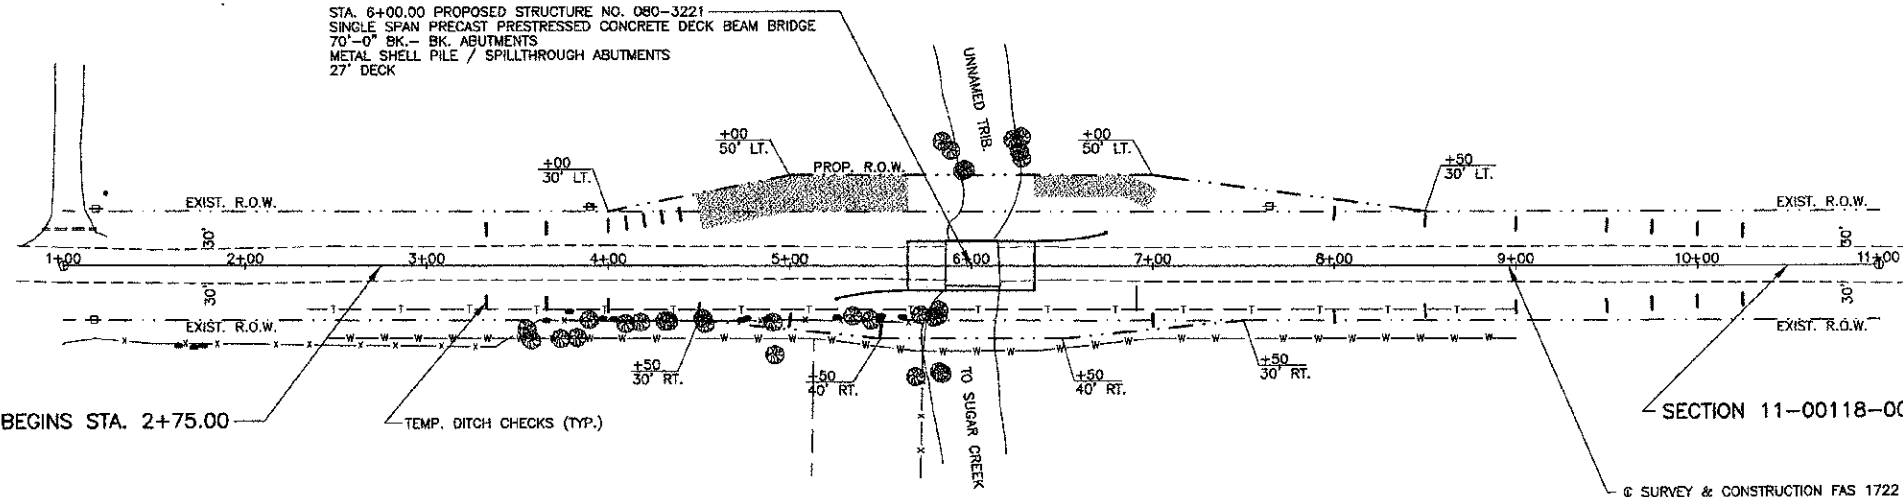 STA. 6+00.00 PROPOSED STRUCTURE NO. 080-3221
SINGLE SPAN PRECAST PRESTRESSED CONCRETE DECK BEAM BRIDGE
70'-0" BK.- BK. ABUTMENTS
METAL SHELL PILE / SPILLTHROUGH ABUTMENTS
27' DECK
UNNAMED TRIB.
+00
50' LT.
+00
50' LT.
+00
30' LT.
PROP. R.O.W.
+50
30' LT.
EXIST. R.O.W.
EXIST. R.O.W.
30'
30'
1+00
2+00
3+00
4+00
5+00
6+00
7+00
8+00
9+00
10+00
11+00
30'
30'
T T T T T T T T T T T T T
EXIST. R.O.W.
EXIST. R.O.W.
W W W W W W W W W W W W W W W
+50
30' RT.
+50
40' RT.
+50
40' RT.
+50
30' RT.
TO SUGAR CREEK
BEGINS STA. 2+75.00
TEMP. DITCH CHECKS (TYP.)
SECTION 11-00118-00
℄ SURVEY & CONSTRUCTION FAS 1722